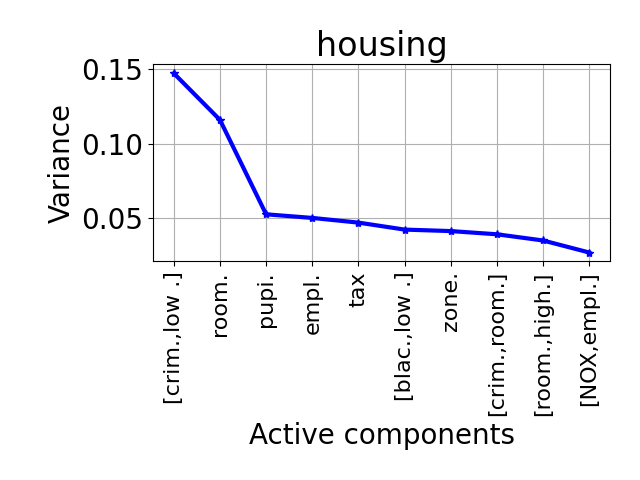 housing
Variance
0.15
0.10
0.05
[crim.,low .]
room.
pupi.
empl.
tax
[blac.,low .]
zone.
[crim.,room.]
[room.,high.]
[NOX,empl.]
Active components